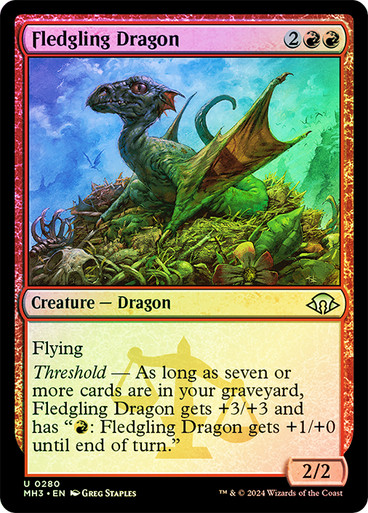 Fledgling Dragon 2
Creature — Dragon
Flying
Threshold — As long as seven or
more cards are in your graveyard,
Fledgling Dragon gets +3/+3 and
has “: Fledgling Dragon gets +1/+0
until end of turn.”
2/2
U 0280
MH3 • EN Greg Staples
™ & © 2024 Wizards of the Coast